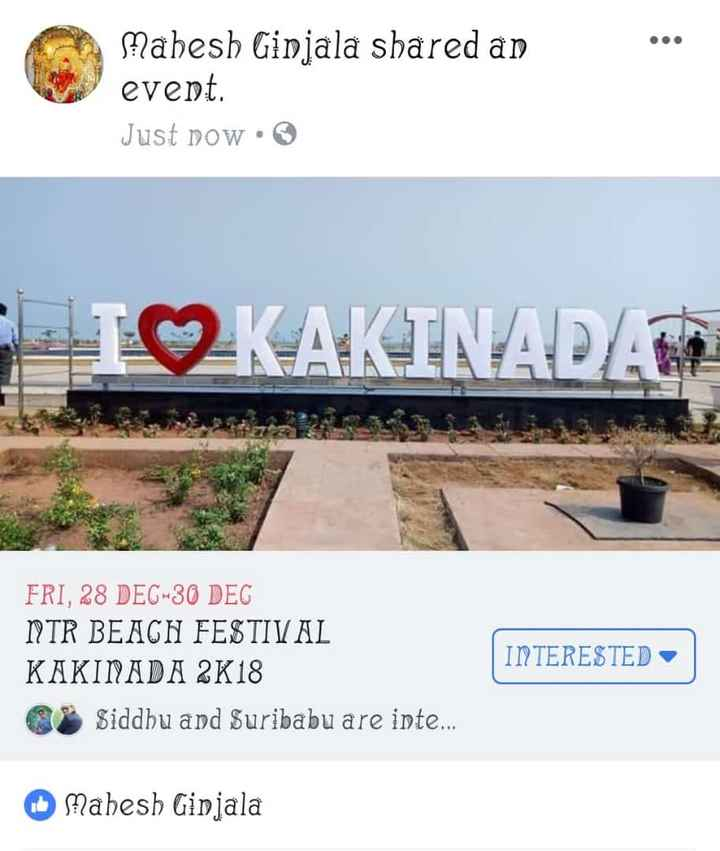 Mahesh Ginjala shared an
event.
Just now •
I KAKINADA
FRI, 28 DEC-30 DEC
NTR BEACH FESTIVAL
KAKINADA 2K18
INTERESTED
Siddhu and Suribabu are inte...
Mahesh Ginjala